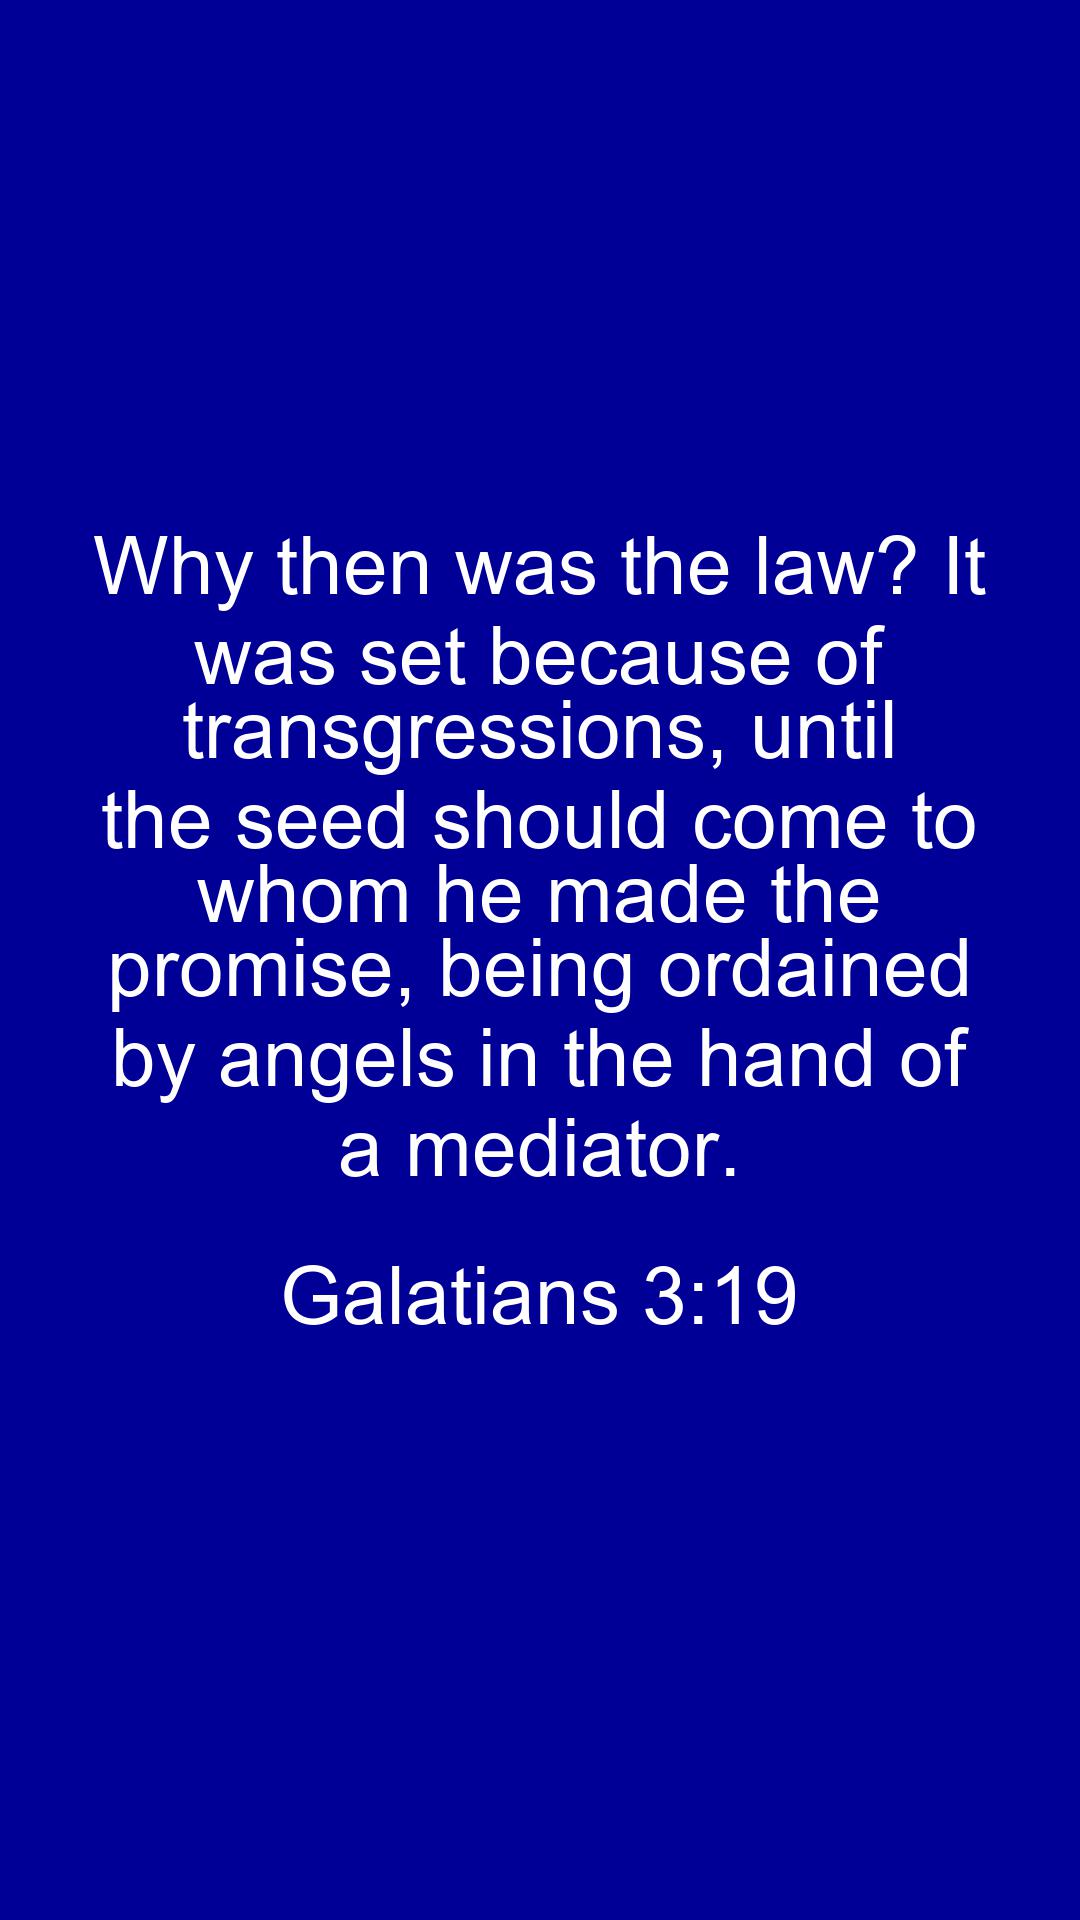 Why then was the law? It
was set because of
transgressions, until
the seed should come to
whom he made the
promise, being ordained
by angels in the hand of
a mediator.
Galatians 3:19